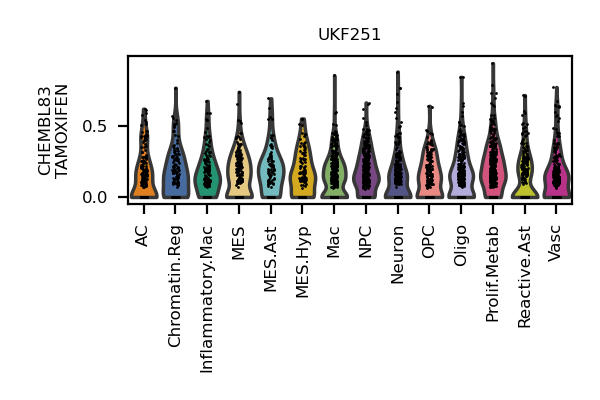 UKF251
CHEMBL83
TAMOXIFEN
0.5
0.0
AC
Chromatin.Reg
Inflammatory.Mac
MES
MES.Ast
MES.Hyp
Mac
NPC
Neuron
OPC
Oligo
Prolif.Metab
Reactive.Ast
Vasc